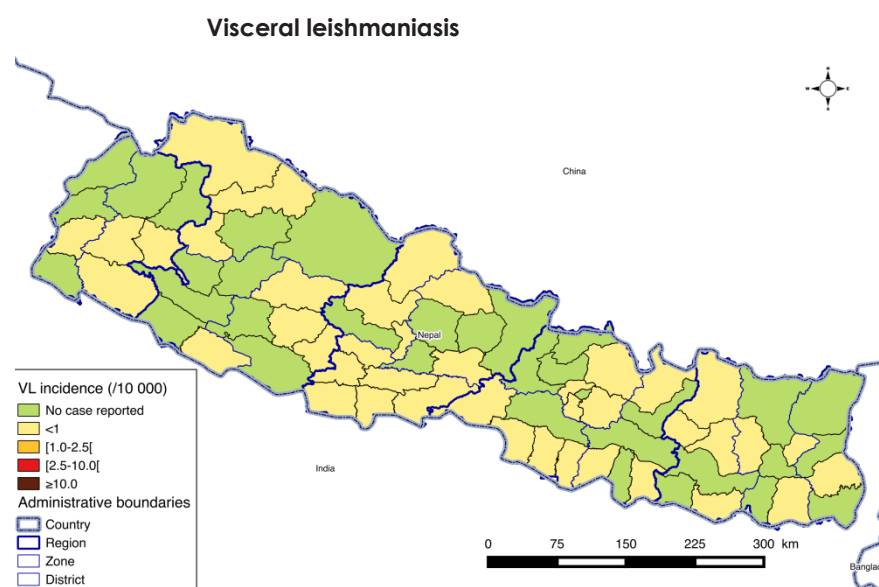 Visceral leishmaniasis
N
W E
S
China
Nepal
India
VL incidence (/10 000)
No case reported
<1
[1.0-2.5[
[2.5-10.0[
≥10.0
Administrative boundaries
Country
Region
Zone
District
0 75 150 225 300 km
Banglad